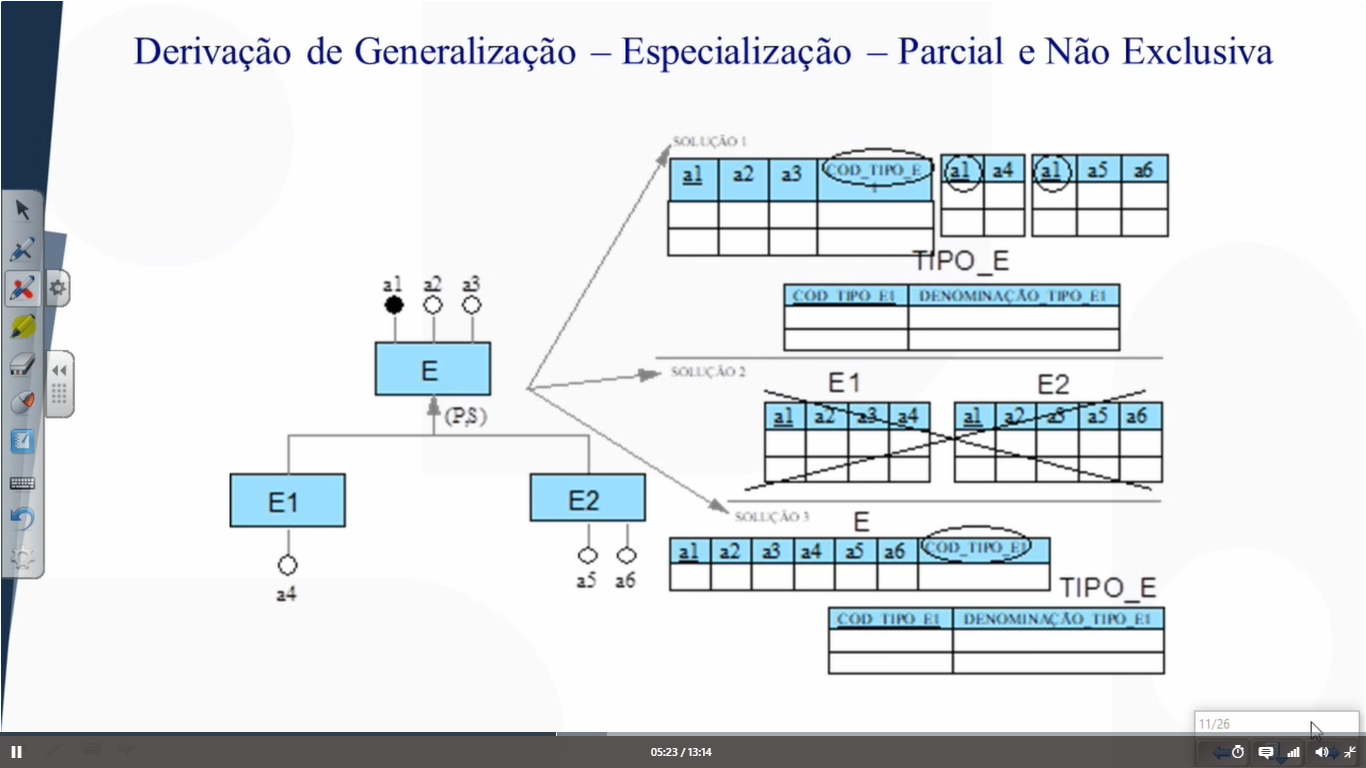 Derivação de Generalização – Especialização – Parcial e Não Exclusiva
SOLUÇÃO 1
a1 a2 a3 COD_TIPO_E
1
a1 a4
a1 a5 a6
TIPO_E
COD_TIPO_E1 DENOMINAÇÃO_TIPO_E1
a1 a2 a3
E
(P,S)
E1
E2
a4
a5 a6
SOLUÇÃO 2
E1 E2
a1 a2 a3 a4
a1 a2 a3 a5 a6
SOLUÇÃO 3
E
a1 a2 a3 a4 a5 a6 COD_TIPO_E1
TIPO_E
COD_TIPO_E1 DENOMINAÇÃO_TIPO_E1
11/26
05:23 / 13:14